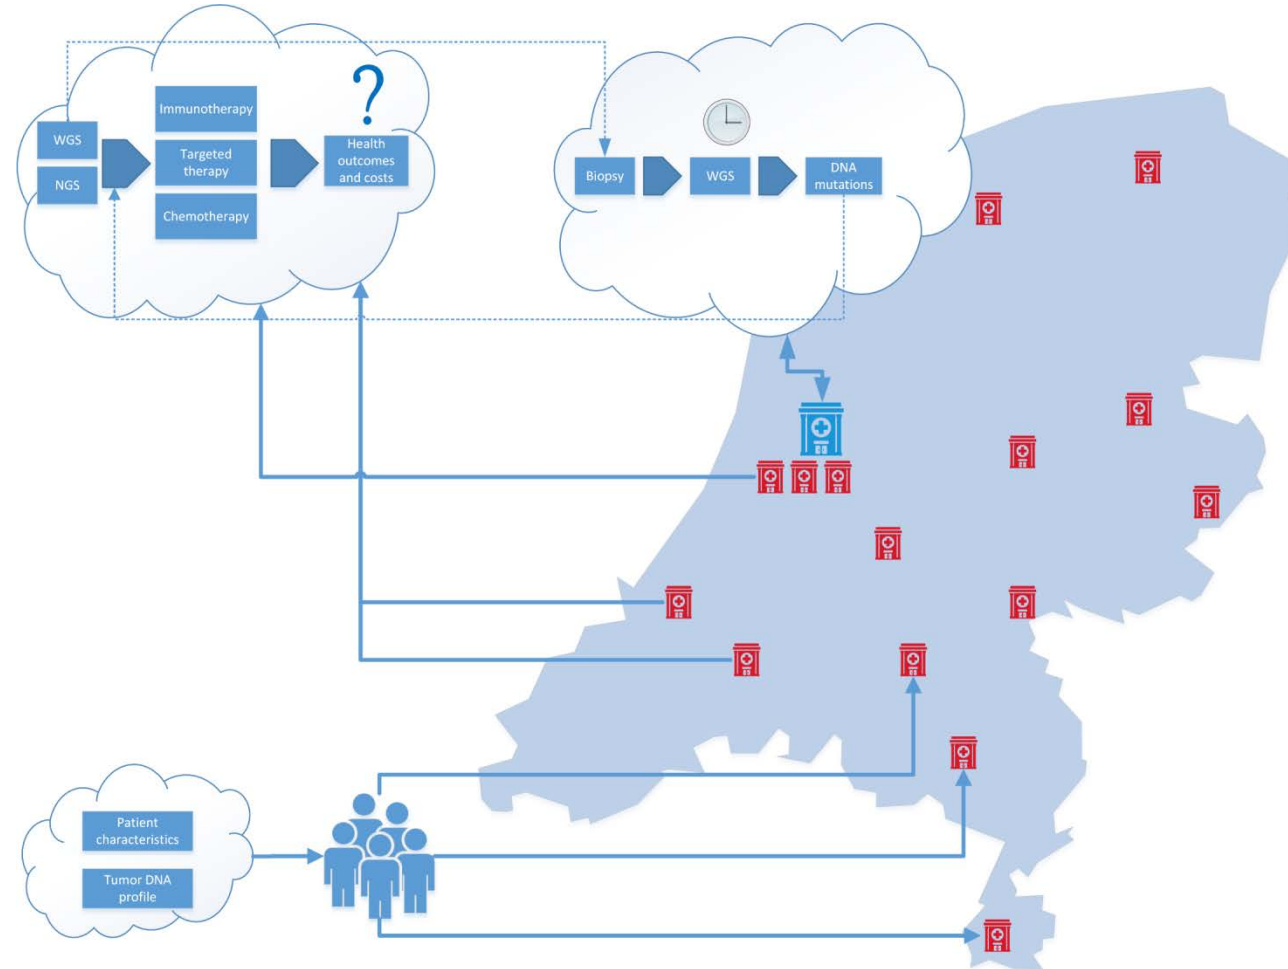 WGS
NGS
Immunotherapy
Targeted
therapy
Chemotherapy
?
Health
outcomes
and costs
Biopsy
WGS
DNA
mutations
Patient
characteristics
Tumor DNA
profile